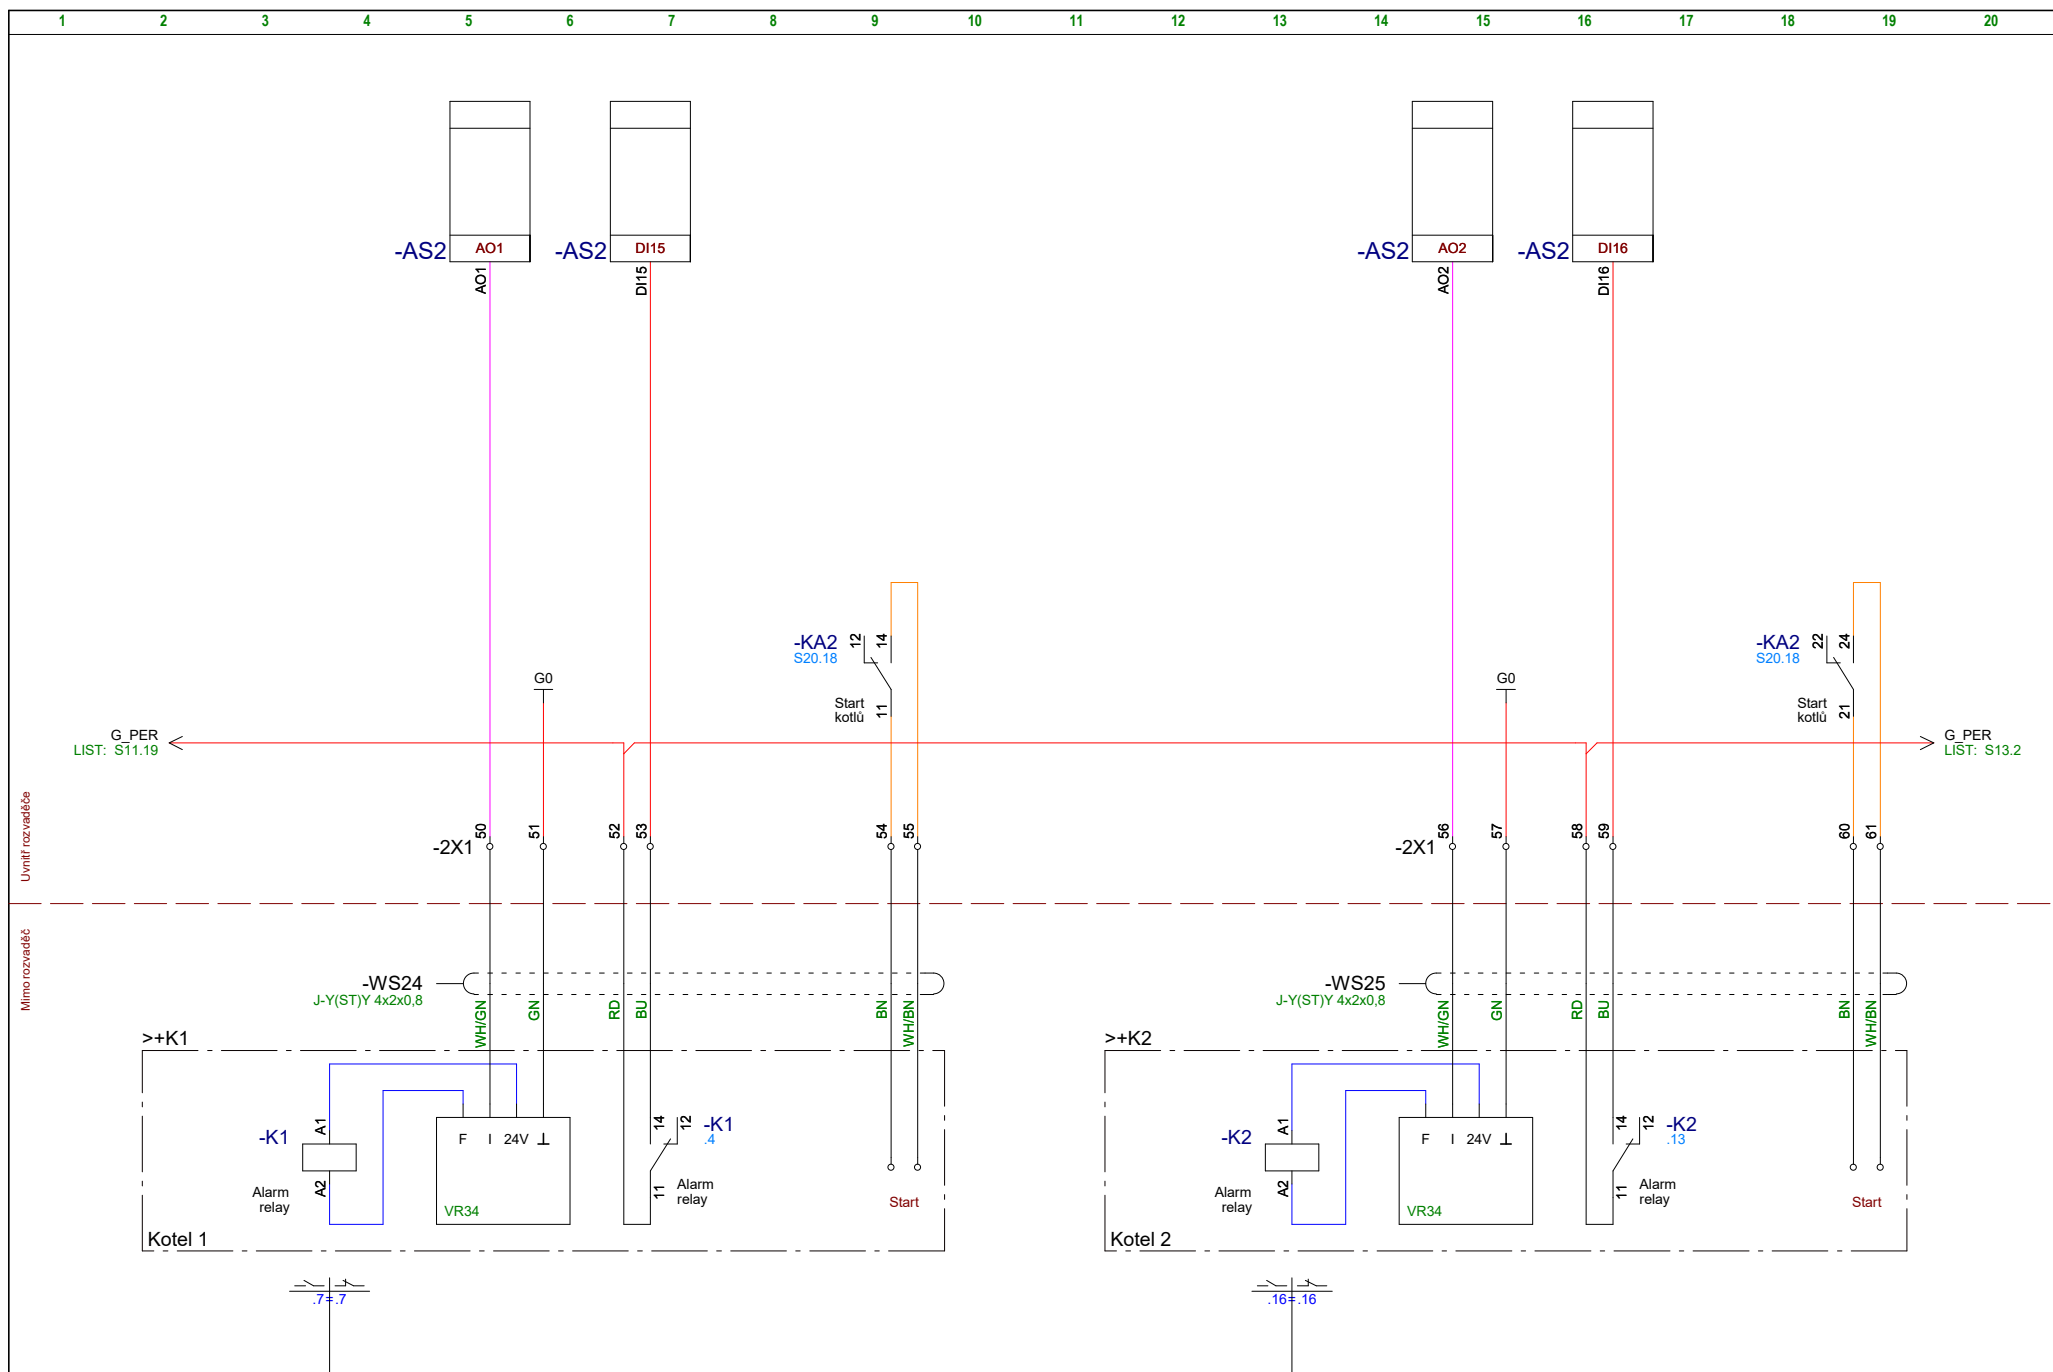 1 2 3 4 5 6 7 8 9 10 11 12 13 14 15 16 17 18 19 20
-AS2 AO1 -AS2 DI15 -AS2 AO2 -AS2 DI16
AO1 DI15 AO2 DI16
-KA2 12 14 -KA2 22 24
S20.18 S20.18
G0 G0
Start Start
kotlů 11 kotlů 21
G_PER G_PER
LIST: S11.19 LIST: S13.2
Uvnitř rozvaděče
-2X1 50 51 52 53 54 55 -2X1 56 57 58 59 60 61
Mimo rozvaděč
-WS24 -WS25
J-Y(ST)Y 4x2x0,8 J-Y(ST)Y 4x2x0,8
WH/GN GN RD BU BN WH/BN WH/GN GN RD BU BN WH/BN
>+K1 >+K2
-K1 A1 F I 24V ⊥ 14 12 -K1 -K2 A1 F I 24V ⊥ 14 12 -K2
.4 .13
Alarm A2 11 Alarm Alarm A2 11 Alarm
relay relay relay relay
VR34 Start VR34 Start
Kotel 1 Kotel 2
.7 = .7 .16 = .16